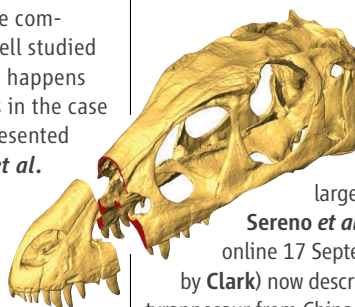 e com-
ell studied
happens
s in the case
resented
et al.
large
Sereno et al
online 17 Septe
by Clark) now descr